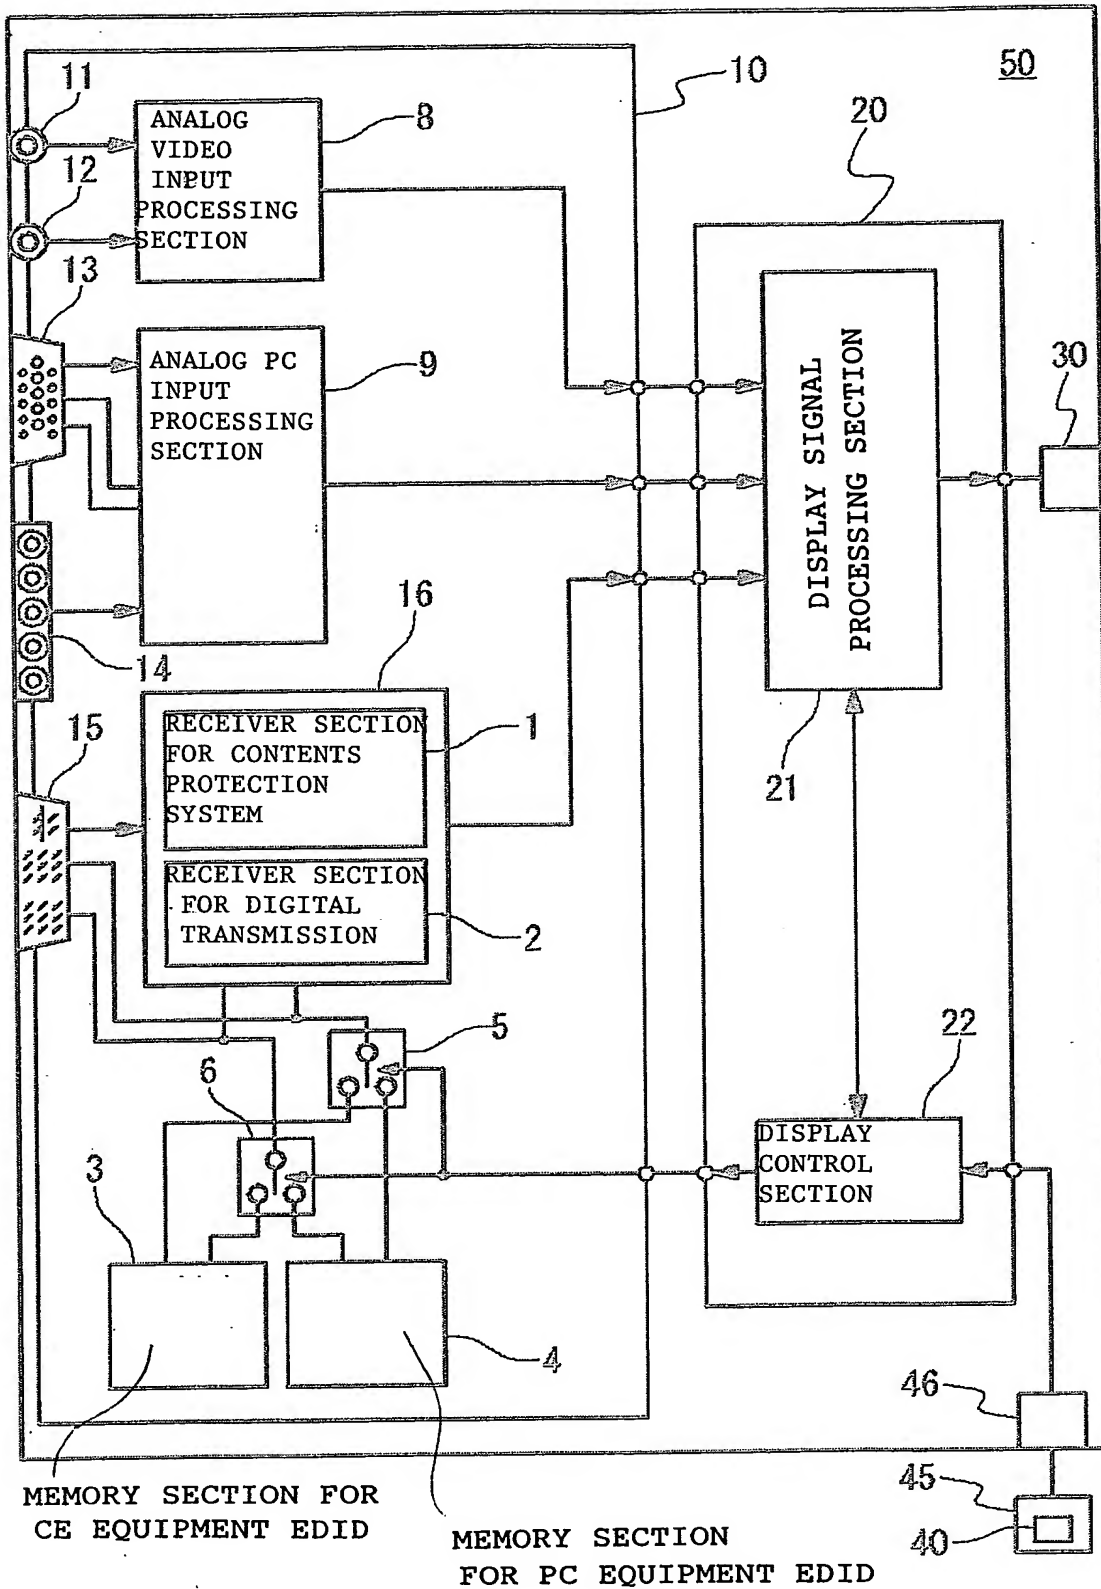 50
10
11
ANALOG
VIDEO
INPUT
PROCESSING
SECTION
8
20
12
13
ANALOG PC
INPUT
PROCESSING
SECTION
9
DISPLAY SIGNAL
PROCESSING SECTION
30
14
16
15
RECEIVER SECTION
FOR CONTENTS
PROTECTION
SYSTEM
1
21
RECEIVER SECTION
FOR DIGITAL
TRANSMISSION
2
5
22
6
DISPLAY
CONTROL
SECTION
3
4
46
MEMORY SECTION FOR
CE EQUIPMENT EDID
45
40
MEMORY SECTION
FOR PC EQUIPMENT EDID